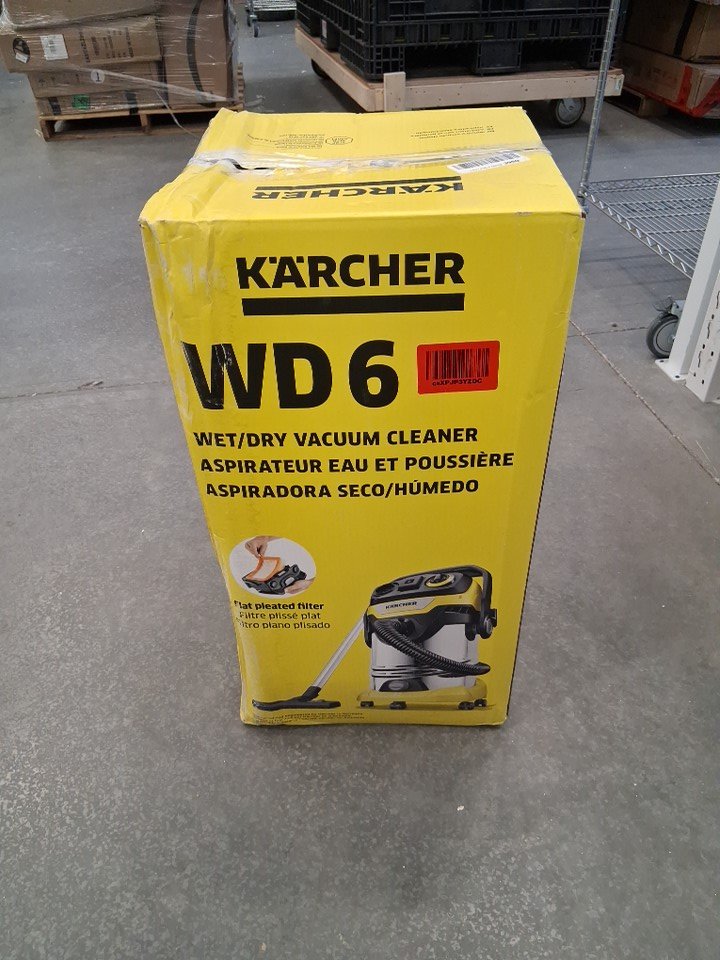 KÄRCHER
KÄRCHER
WD 6
WET/DRY VACUUM CLEANER
ASPIRATEUR EAU ET POUSSIÈRE
ASPIRADORA SECO/HÚMEDO
Flat pleated filter
Filtre plissé plat
Filtro plano plisado
KÄRCHER